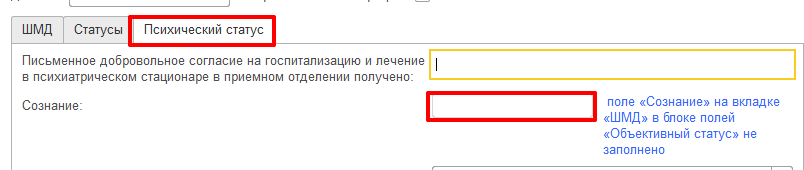 ШМД Статусы Психический статус
Письменное добровольное согласие на госпитализацию и лечение
в психиатрическом стационаре в приемном отделении получено:
Сознание:
поле «Сознание» на вкладке
«ШМД» в блоке полей
«Объективный статус» не
заполнено